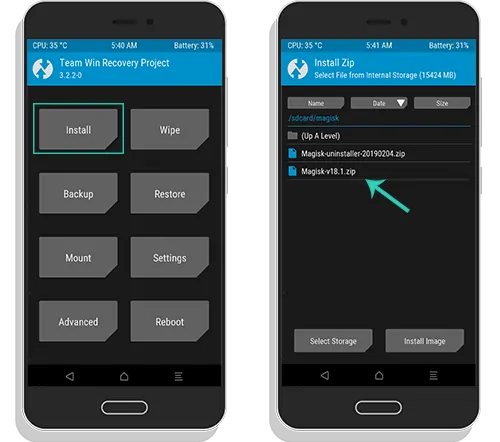 CPU: 35 °C 5:40 AM Battery: 31%
Team Win Recovery Project
3.2.2-0
Install
Wipe
Backup
Restore
Mount
Settings
Advanced
Reboot
CPU: 35 °C 5:41 AM Battery: 31%
Install Zip
Select File from Internal Storage (15424 MB)
Name
Date
Size
/sdcard/magisk
(Up A Level)
Magisk-uninstaller-20190204.zip
Magisk-v18.1.zip
Select Storage
Install Image